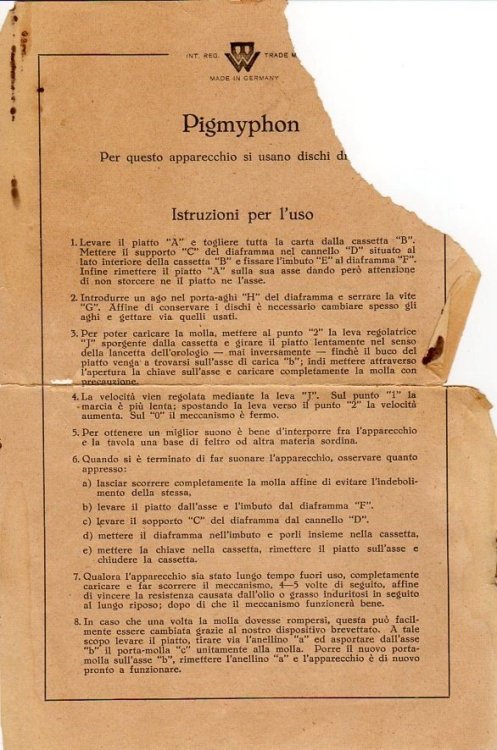 INT. REG. TRADE M
MADE IN GERMANY
Pigmyphon
Per questo apparecchio si usano dischi di
Istruzioni per l'uso
1. Levare il piatto "A" e togliere tutta la carta dalla cassetta "B".
Mettere il supporto "C" del diaframma nel cannello "D" situato al
lato interiore della cassetta "B" e fissare l'imbuto "E" al diaframma "F".
Infine rimettere il piatto "A" sulla sua asse dando però attenzione
di non storcere ne il piatto ne l'asse.
2. Introdurre un ago nel porta-aghi "H" del diaframma e serrare la vite
"G". Affine di conservare i dischi è necessario cambiare spesso gli
aghi e gettare via quelli usati.
3. Per poter caricare la molla, mettere al punto "2" la leva regolatrice
"J" sporgente dalla cassetta e girare il piatto lentamente nel senso
della lancetta dell'orologio — mai inversamente — finchè il buco del
piatto venga a trovarsi sull'asse di carica "b"; indi mettere attraverso
l'apertura la chiave sull'asse e caricare completamente la molla con
precauzione.
4. La velocità vien regolata mediante la leva "J". Sul punto "1" la
marcia è più lenta; spostando la leva verso il punto "2" la velocità
aumenta. Sul "0" il meccanismo è fermo.
5. Per ottenere un miglior suono è bene d'interporre fra l'apparecchio
e la tavola una base di feltro od altra materia sordina.
6. Quando si è terminato di far suonare l'apparecchio, osservare quanto
appresso:
a) lasciar scorrere completamente la molla affine di evitare l'indeboli-
mento della stessa,
b) levare il piatto dall'asse e l'imbuto dal diaframma "F".
c) levare il sopporto "C" del diaframma dal cannello "D".
d) mettere il diaframma nell'imbuto e porli insieme nella cassetta,
e) mettere la chiave nella cassetta, rimettere il piatto sull'asse e
chiudere la cassetta.
7. Qualora l'apparecchio sia stato lungo tempo fuori uso, completamente
caricare e far scorrere il meccanismo, 4—5 volte di seguito, affine
di vincere la resistenza causata dall'olio o grasso induritosi in seguito
al lungo riposo; dopo di che il meccanismo funzionerà bene.
8. In caso che una volta la molla dovesse rompersi, questa può facil-
mente essere cambiata grazie al nostro dispositivo brevettato. A tale
scopo levare il piatto, tirare via l'anellino "a" ed asportare dall'asse
"b" il porta-molla "c" unitamente alla molla. Porre il nuovo porta-
molla sull'asse "b", rimettere l'anellino "a" e l'apparecchio è di nuovo
pronto a funzionare.